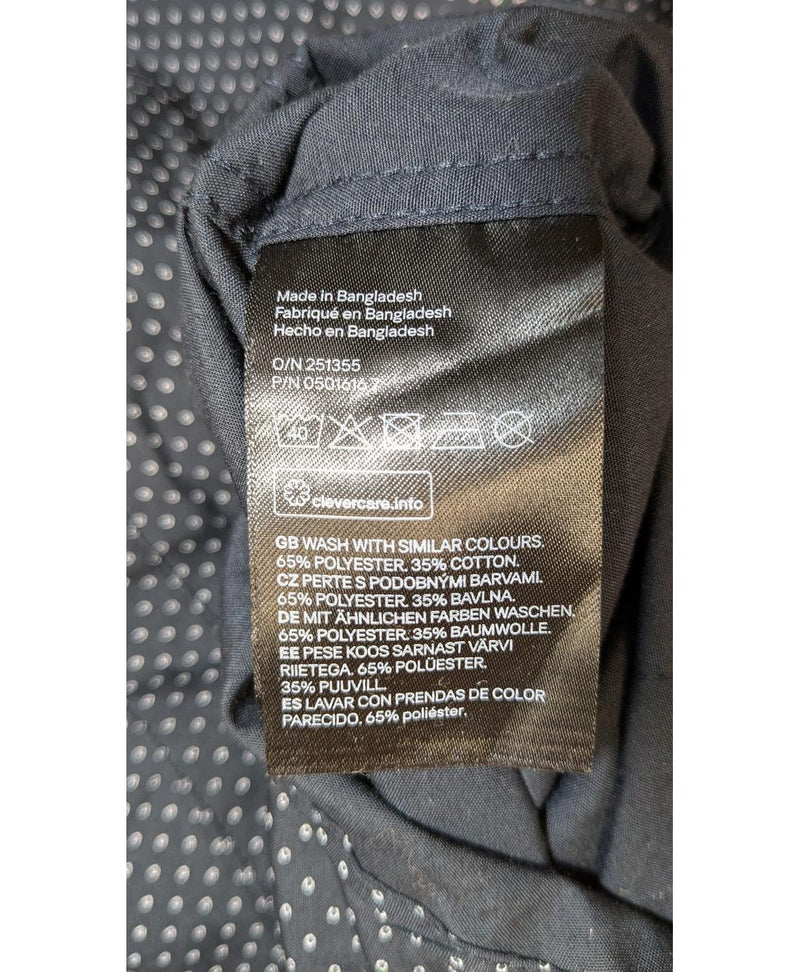 Made in Bangladesh
Fabriqué en Bangladesh
Hecho en Bangladesh
O/N 251355
P/N 0501616.7
40
clevercare.info
GB WASH WITH SIMILAR COLOURS.
65% POLYESTER. 35% COTTON.
CZ PERTE S PODOBNÝMI BARVAMI.
65% POLYESTER. 35% BAVLNA.
DE MIT ÄHNLICHEN FARBEN WASCHEN.
65% POLYESTER. 35% BAUMWOLLE.
EE PESE KOOS SARNAST VÄRVI
RIIETEGA. 65% POLÜESTER.
35% PUUVILL.
ES LAVAR CON PRENDAS DE COLOR
PARECIDO. 65% poliéster.